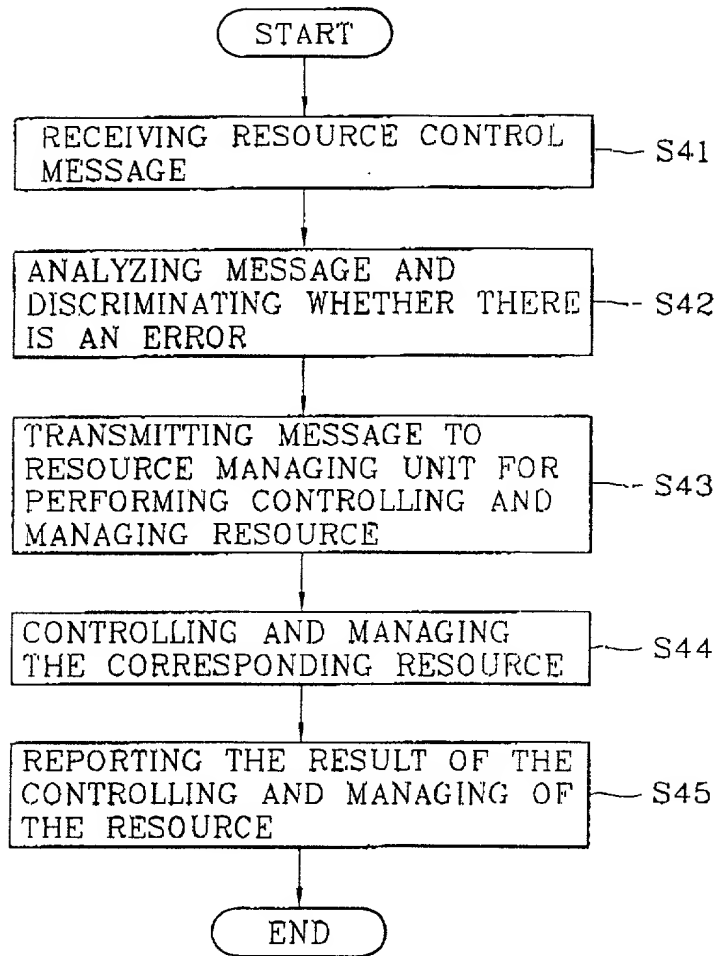 START
RECEIVING RESOURCE CONTROL
MESSAGE
S41
ANALYZING MESSAGE AND
DISCRIMINATING WHETHER THERE
IS AN ERROR
S42
TRANSMITTING MESSAGE TO
RESOURCE MANAGING UNIT FOR
PERFORMING CONTROLLING AND
MANAGING RESOURCE
S43
CONTROLLING AND MANAGING
THE CORRESPONDING RESOURCE
S44
REPORTING THE RESULT OF THE
CONTROLLING AND MANAGING OF
THE RESOURCE
S45
END